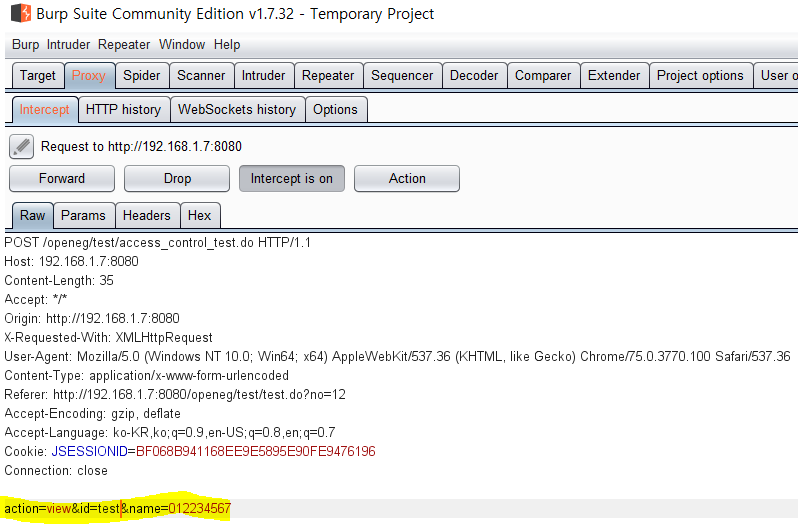 Burp Suite Community Edition v1.7.32 - Temporary Project
Burp Intruder Repeater Window Help
Target Proxy Spider Scanner Intruder Repeater Sequencer Decoder Comparer Extender Project options User o
Intercept HTTP history WebSockets history Options
Request to http://192.168.1.7:8080
Forward Drop Intercept is on Action
Raw Params Headers Hex
POST /openeg/test/access_control_test.do HTTP/1.1
Host: 192.168.1.7:8080
Content-Length: 35
Accept: */*
Origin: http://192.168.1.7:8080
X-Requested-With: XMLHttpRequest
User-Agent: Mozilla/5.0 (Windows NT 10.0; Win64; x64) AppleWebKit/537.36 (KHTML, like Gecko) Chrome/75.0.3770.100 Safari/537.36
Content-Type: application/x-www-form-urlencoded
Referer: http://192.168.1.7:8080/openeg/test/test.do?no=12
Accept-Encoding: gzip, deflate
Accept-Language: ko-KR,ko;q=0.9,en-US;q=0.8,en;q=0.7
Cookie: JSESSIONID=BF068B941168EE9E5895E90FE9476196
Connection: close
action=view&id=test&name=012234567